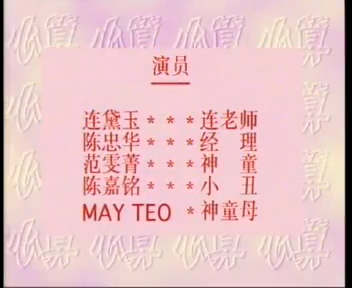 演员
连黛玉 * * * 连老师
陈忠华 * * * 经 理
范雯菁 * * * 神 童
陈嘉铭 * * * 小 丑
MAY TEO * 神童母